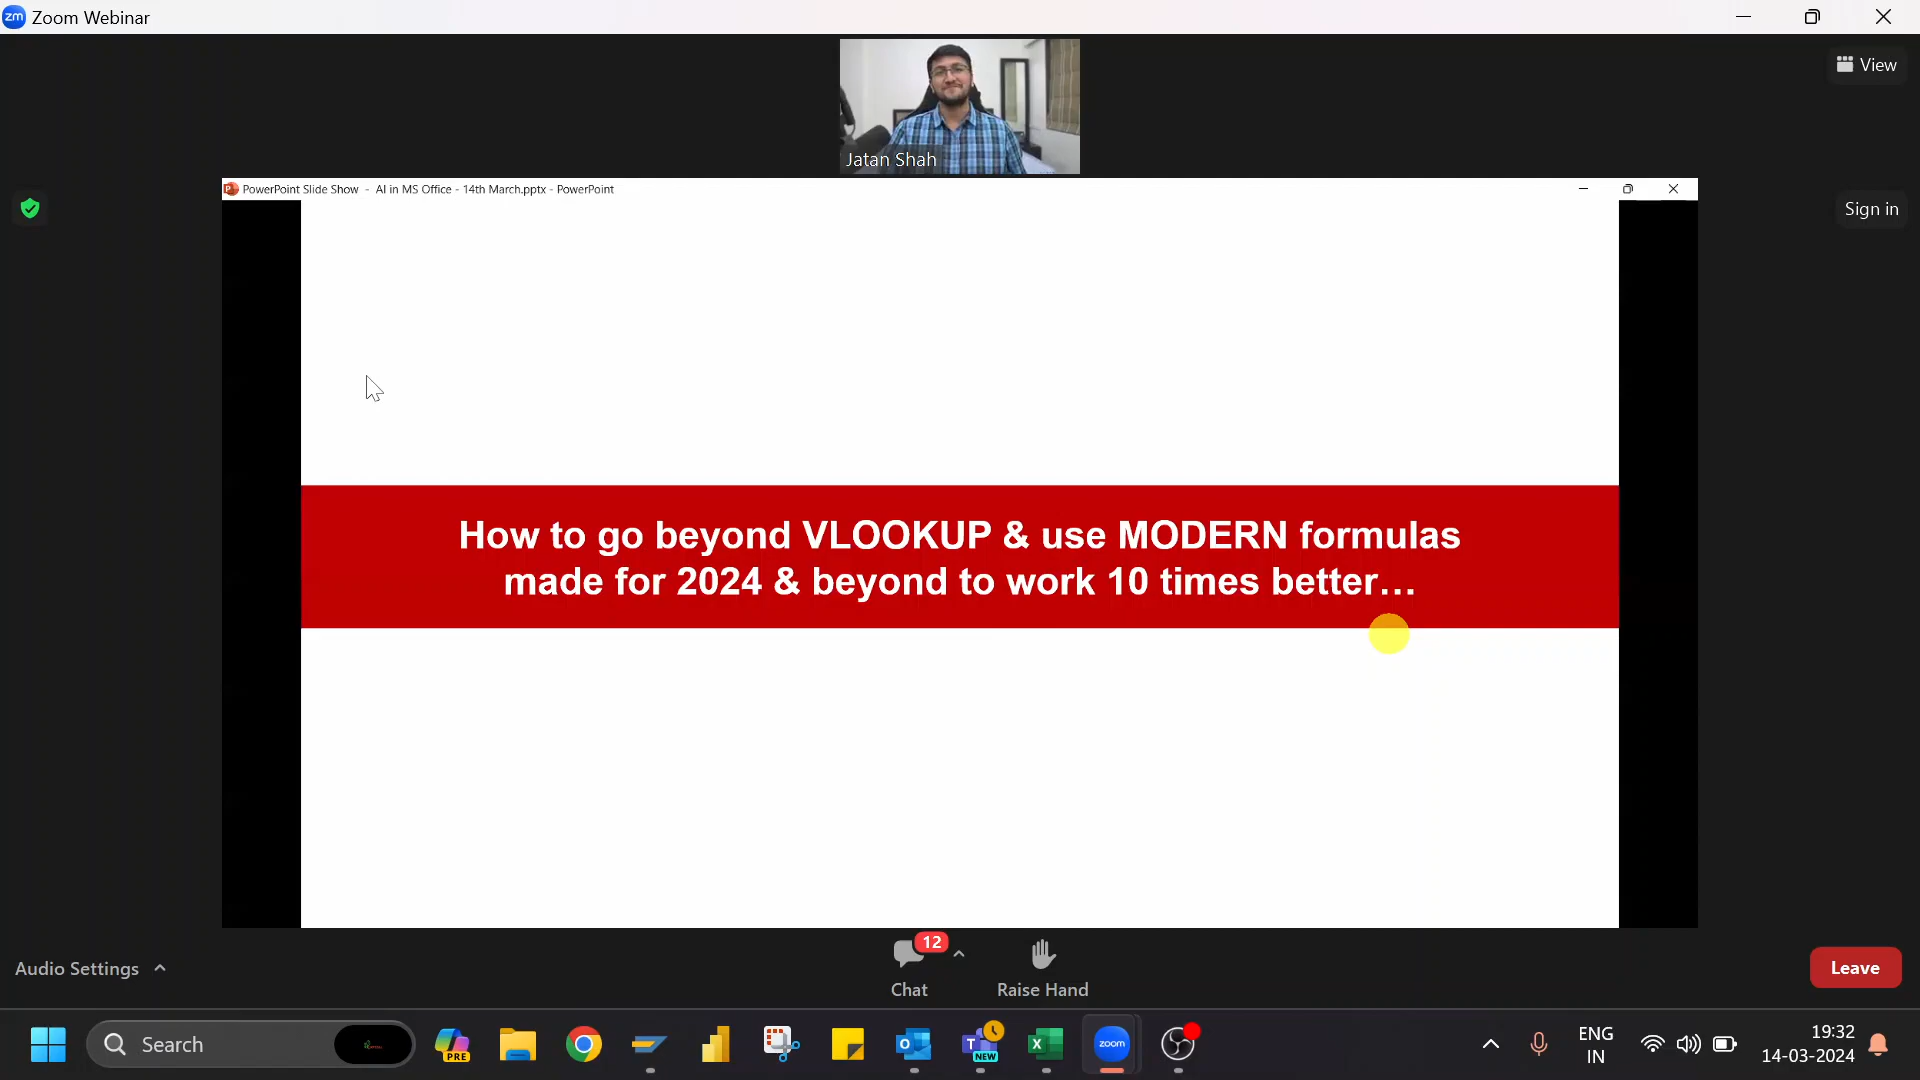 zm Zoom Webinar
View
Jatan Shah
PowerPoint Slide Show - AI in MS Office - 14th March.pptx - PowerPoint
Sign in
How to go beyond VLOOKUP & use MODERN formulas
made for 2024 & beyond to work 10 times better...
12
Audio Settings
Chat
Raise Hand
Leave
Search
PRE
NEW
zoom
ENG
IN
19:32
14-03-2024